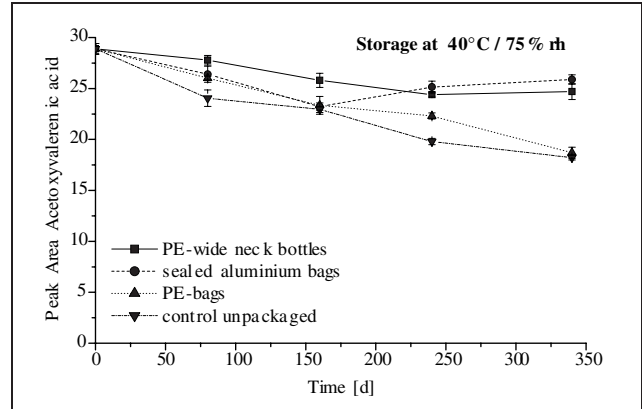 Storage at 40°C / 75% rh
Peak Area Acetoxyvalerenic acid
30
25
20
15
10
5
0
PE-wide neck bottles
sealed aluminium bags
PE-bags
control unpackaged
0 50 100 150 200 250 300 350
Time [d]